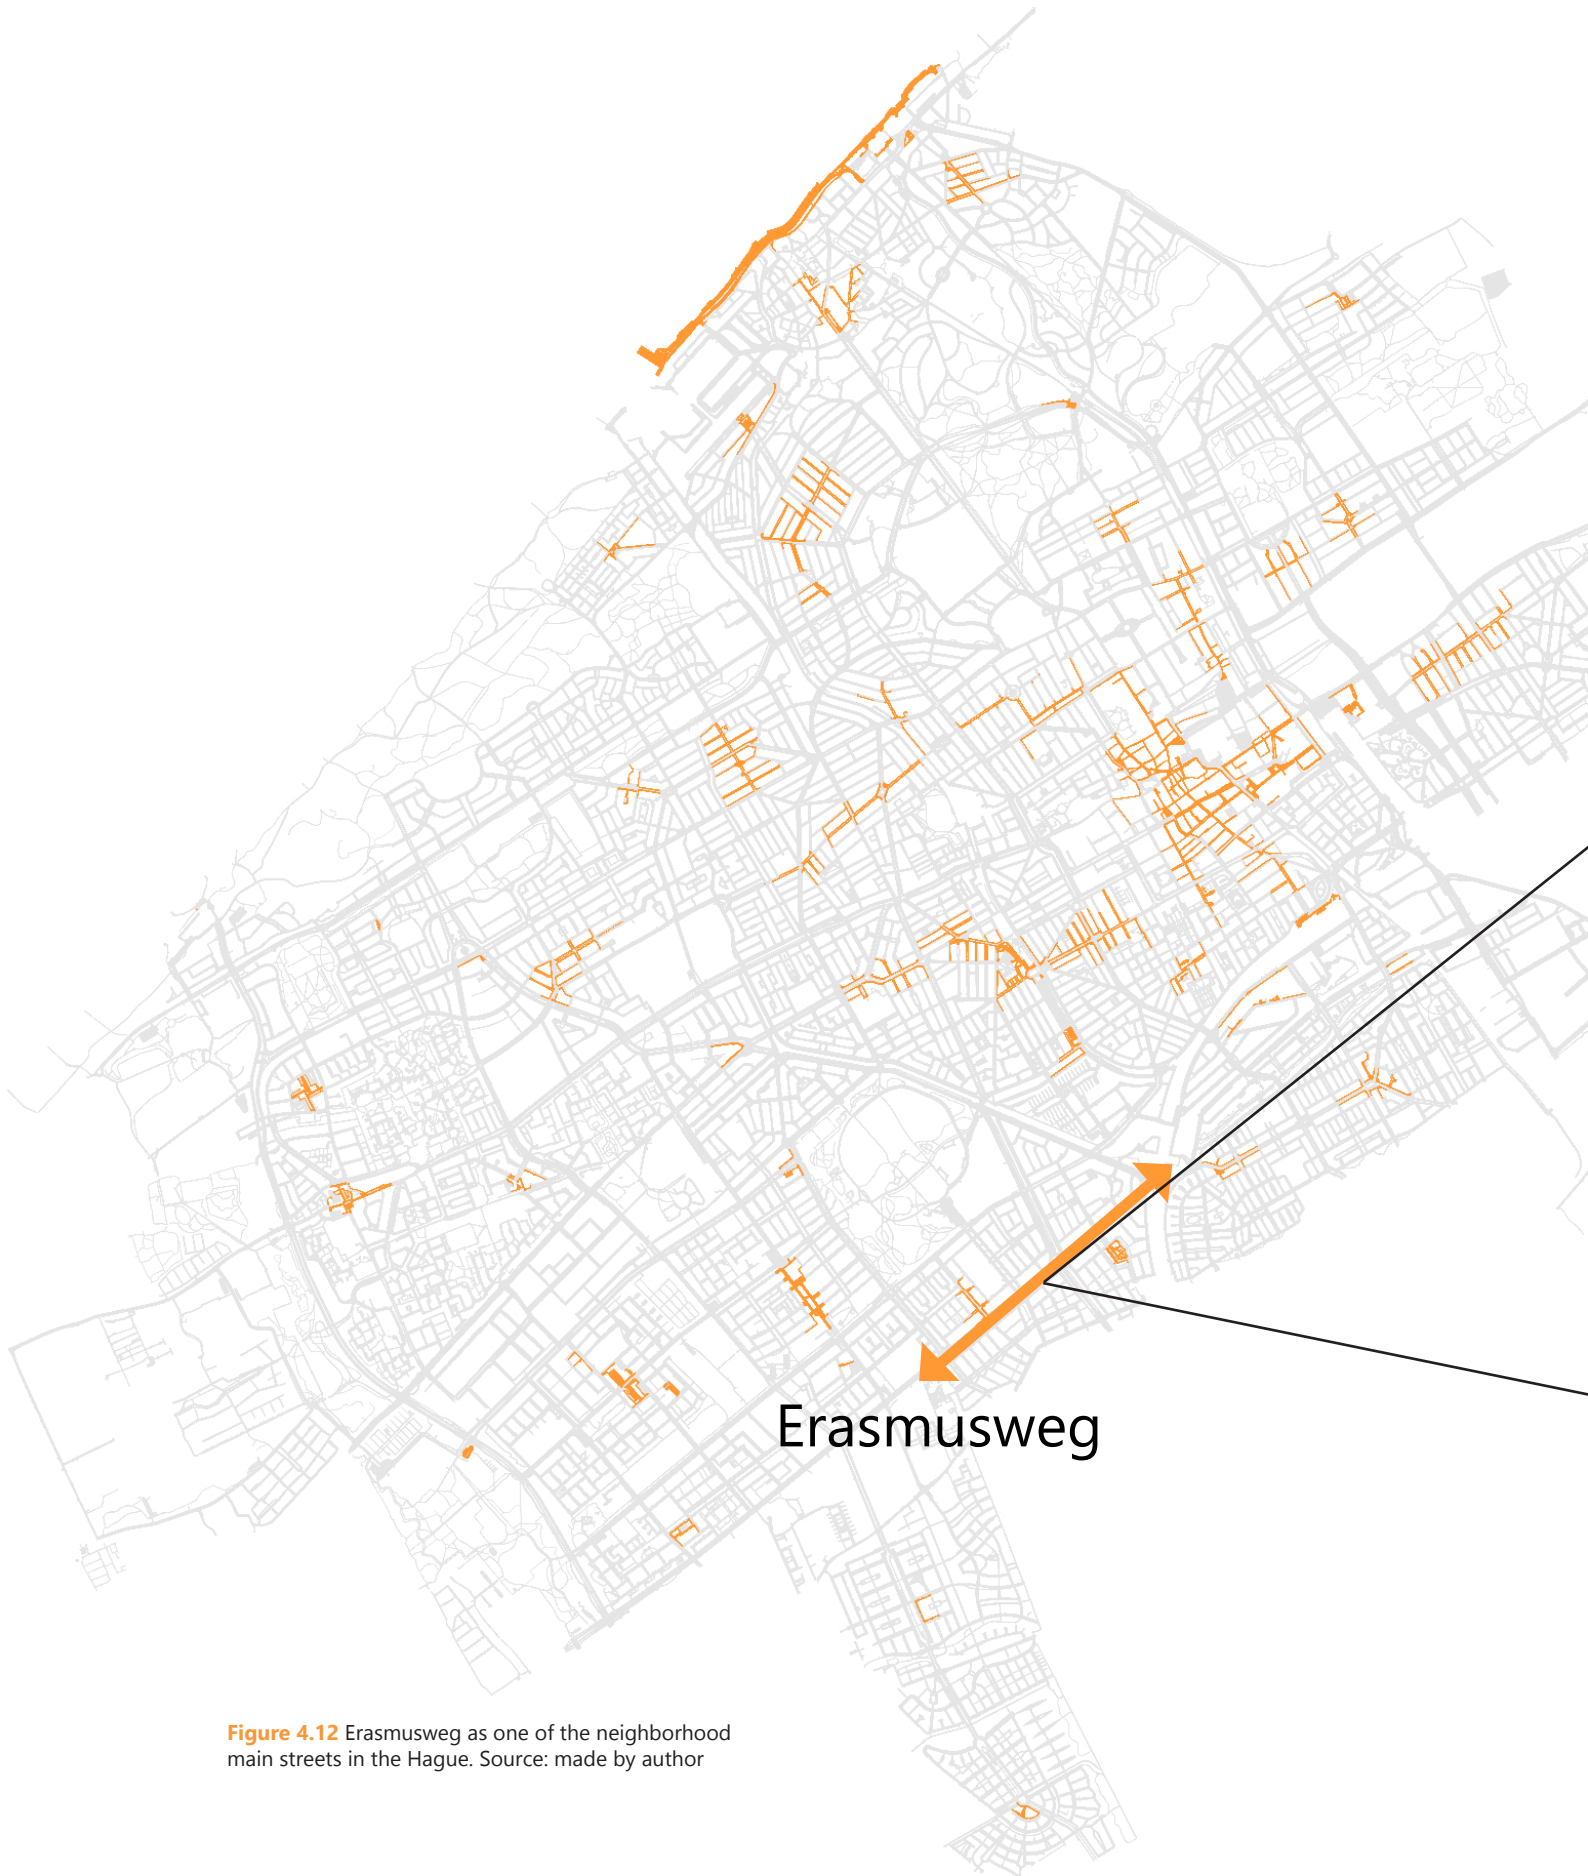 Erasmusweg
Figure 4.12 Erasmusweg as one of the neighborhood
main streets in the Hague. Source: made by author